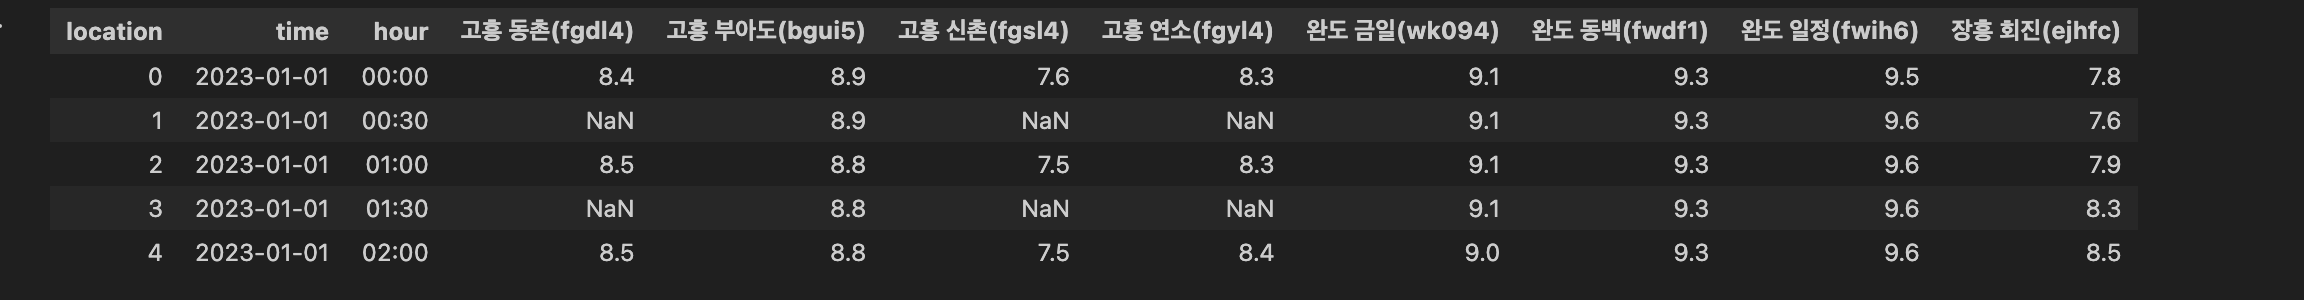 location time hour 고흥 동촌(fgdl4) 고흥 부아도(bgui5) 고흥 신촌(fgsl4) 고흥 연소(fgyl4) 완도 금일(wk094) 완도 동백(fwdf1) 완도 일정(fwih6) 장흥 회진(ejhfc)
0 2023-01-01 00:00 8.4 8.9 7.6 8.3 9.1 9.3 9.5 7.8
1 2023-01-01 00:30 NaN 8.9 NaN NaN 9.1 9.3 9.6 7.6
2 2023-01-01 01:00 8.5 8.8 7.5 8.3 9.1 9.3 9.6 7.9
3 2023-01-01 01:30 NaN 8.8 NaN NaN 9.1 9.3 9.6 8.3
4 2023-01-01 02:00 8.5 8.8 7.5 8.4 9.0 9.3 9.6 8.5